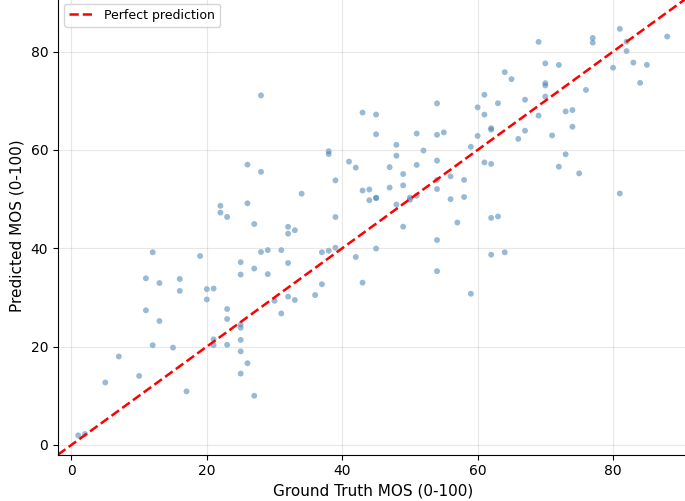 Perfect prediction
Predicted MOS (0-100)
80
60
40
20
0
0 20 40 60 80
Ground Truth MOS (0-100)